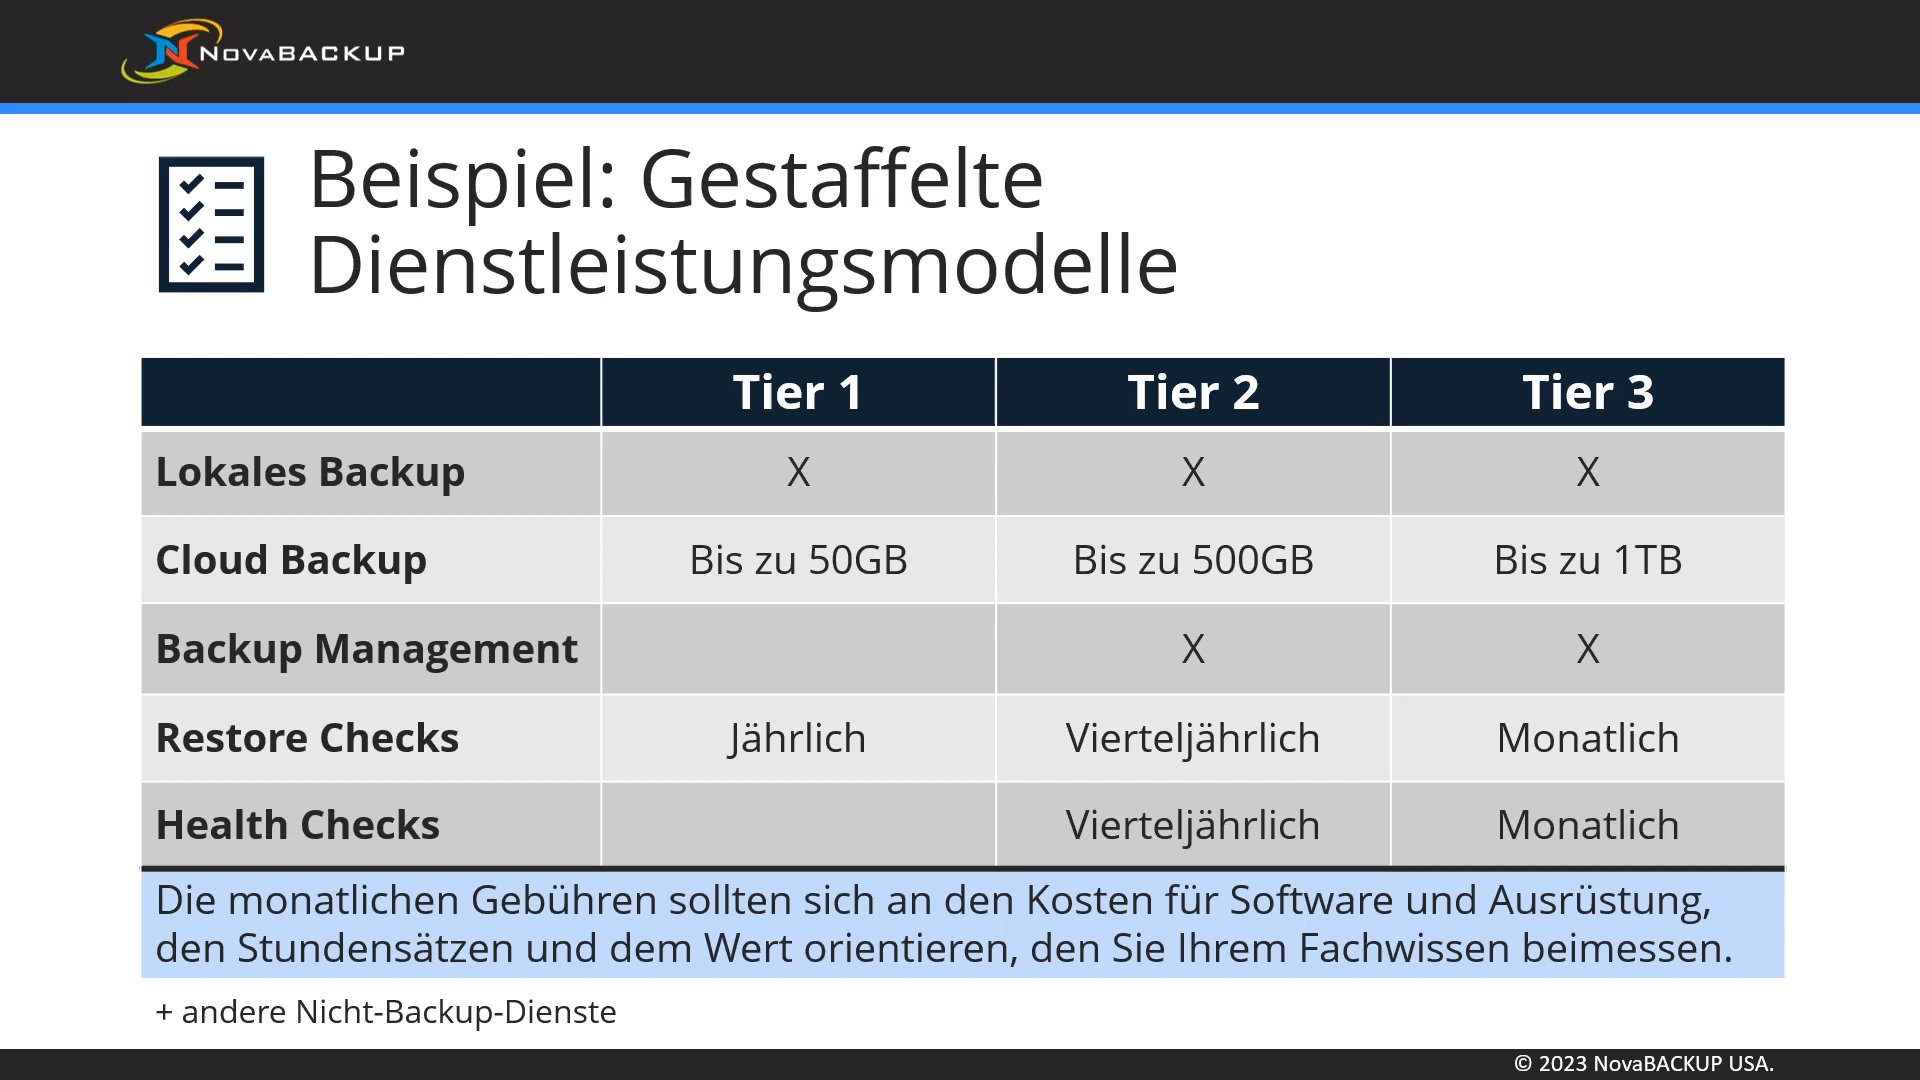 NOVABACKUP
Beispiel: Gestaffelte
Dienstleistungsmodelle
Tier 1 Tier 2 Tier 3
Lokales Backup X X X
Cloud Backup Bis zu 50GB Bis zu 500GB Bis zu 1TB
Backup Management X X
Restore Checks Jährlich Vierteljährlich Monatlich
Health Checks Vierteljährlich Monatlich
Die monatlichen Gebühren sollten sich an den Kosten für Software und Ausrüstung,
den Stundensätzen und dem Wert orientieren, den Sie Ihrem Fachwissen beimessen.
+ andere Nicht-Backup-Dienste
© 2023 NovaBACKUP USA.